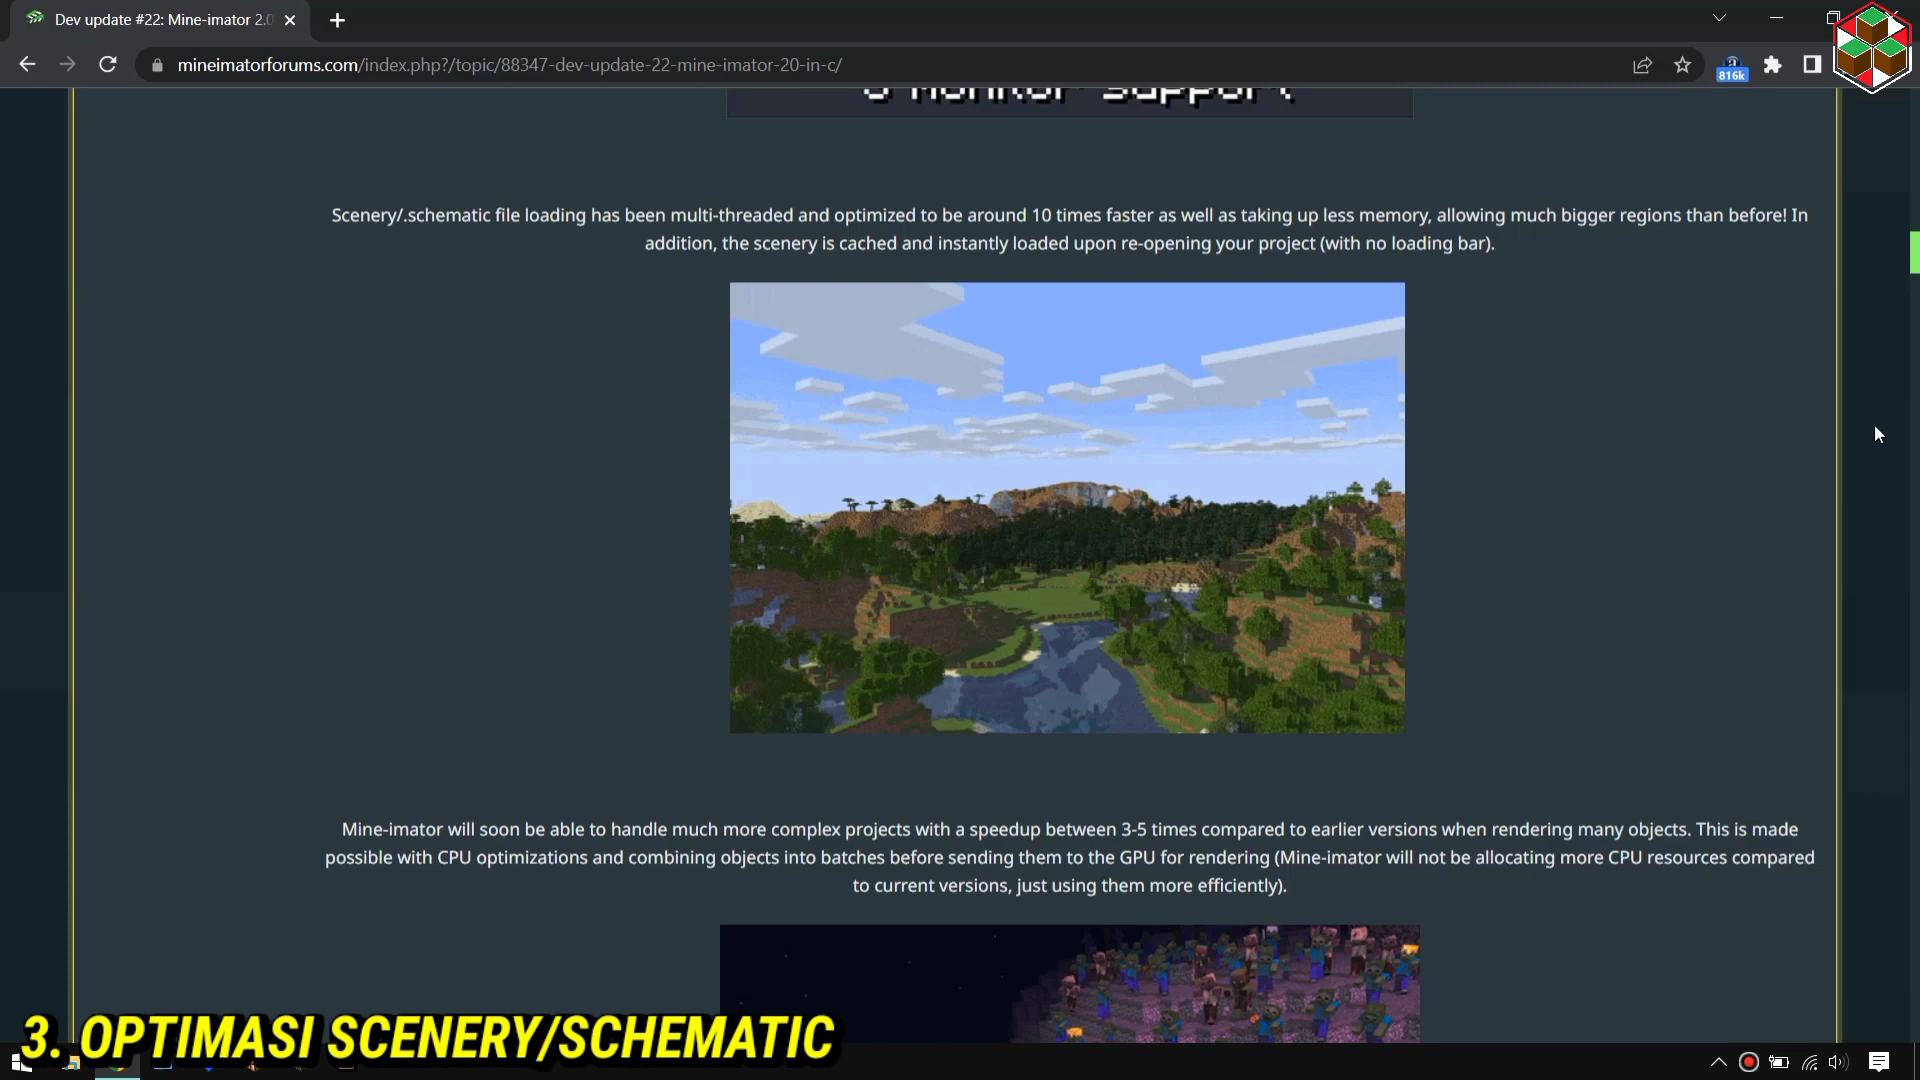 Dev update #22: Mine-imator 2.0
mineimatorforums.com/index.php?/topic/88347-dev-update-22-mine-imator-20-in-c/
816k
3 Monitor support
Scenery/.schematic file loading has been multi-threaded and optimized to be around 10 times faster as well as taking up less memory, allowing much bigger regions than before! In
addition, the scenery is cached and instantly loaded upon re-opening your project (with no loading bar).
Mine-imator will soon be able to handle much more complex projects with a speedup between 3-5 times compared to earlier versions when rendering many objects. This is made
possible with CPU optimizations and combining objects into batches before sending them to the GPU for rendering (Mine-imator will not be allocating more CPU resources compared
to current versions, just using them more efficiently).
3. OPTIMASI SCENERY/SCHEMATIC